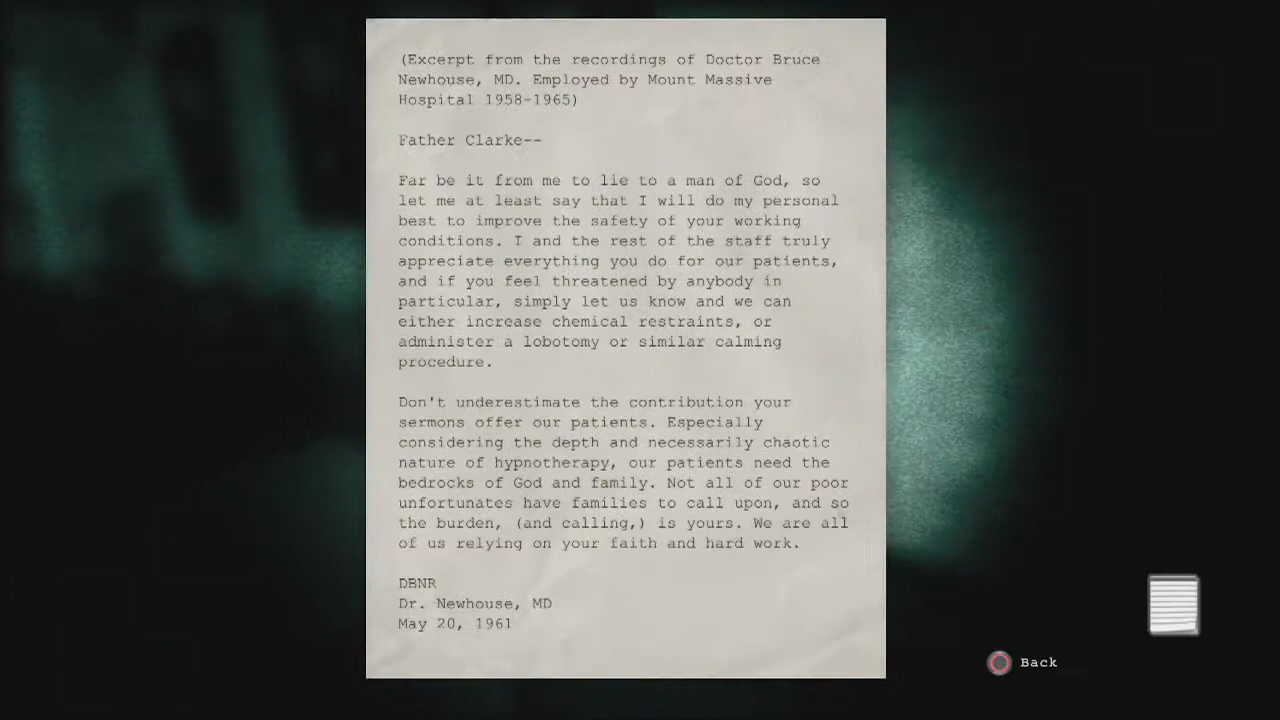 (Excerpt from the recordings of Doctor Bruce
Newhouse, MD. Employed by Mount Massive
Hospital 1958-1965)
Father Clarke--
Far be it from me to lie to a man of God, so
let me at least say that I will do my personal
best to improve the safety of your working
conditions. I and the rest of the staff truly
appreciate everything you do for our patients,
and if you feel threatened by anybody in
particular, simply let us know and we can
either increase chemical restraints, or
administer a lobotomy or similar calming
procedure.
Don't underestimate the contribution your
sermons offer our patients. Especially
considering the depth and necessarily chaotic
nature of hypnotherapy, our patients need the
bedrocks of God and family. Not all of our poor
unfortunates have families to call upon, and so
the burden, (and calling,) is yours. We are all
of us relying on your faith and hard work.
DBNR
Dr. Newhouse, MD
May 20, 1961
Back